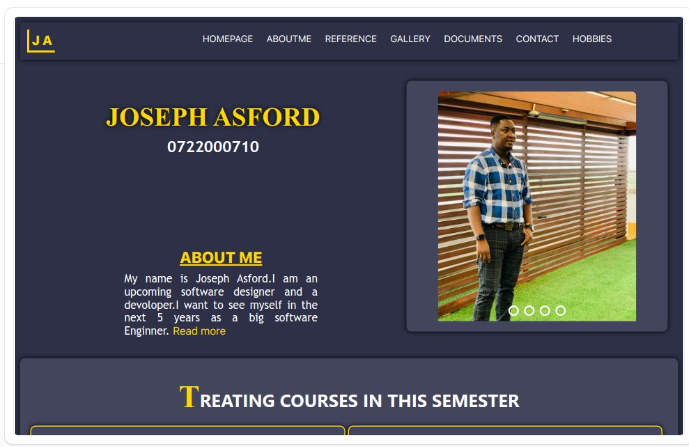 JA
HOMEPAGE ABOUTME REFERENCE GALLERY DOCUMENTS CONTACT HOBBIES
JOSEPH ASFORD
0722000710
ABOUT ME
My name is Joseph Asford.I am an
upcoming software designer and a
devoloper.I want to see myself in the
next 5 years as a big software
Enginner. Read more
TREATING COURSES IN THIS SEMESTER